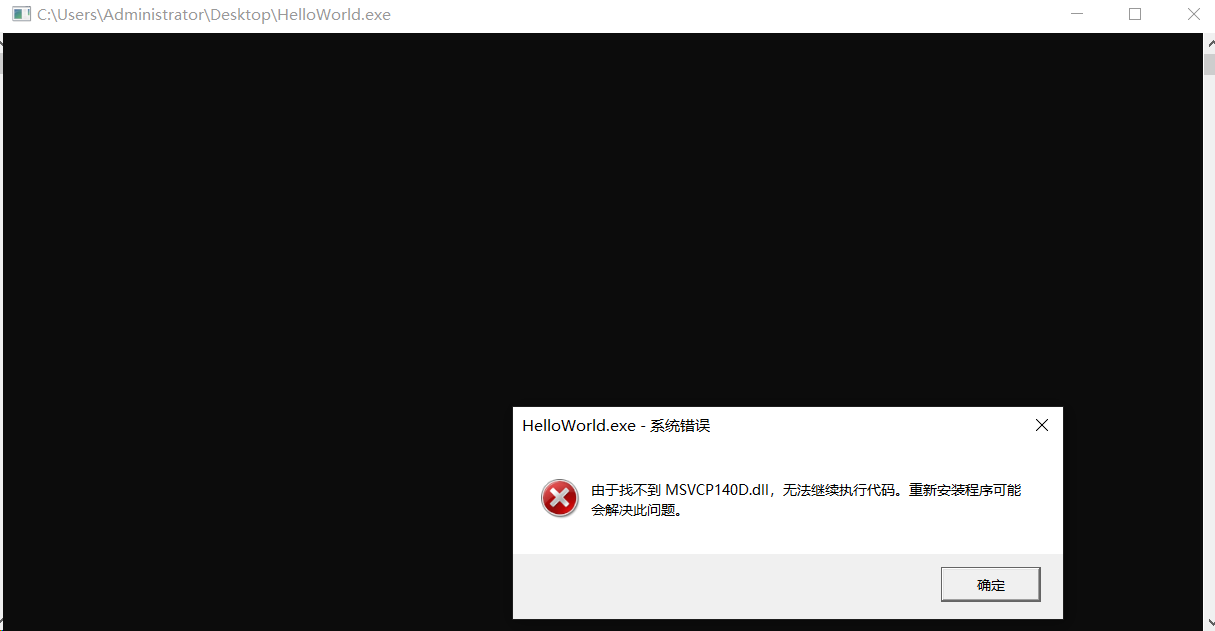 C:\Users\Administrator\Desktop\HelloWorld.exe
HelloWorld.exe - 系统错误
由于找不到 MSVCP140D.dll，无法继续执行代码。重新安装程序可能
会解决此问题。
确定